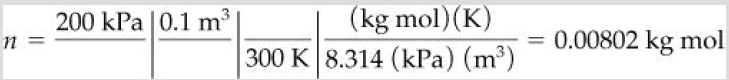 n = 200 kPa | 0.1 m³ | | (kg mol)(K) = 0.00802 kg mol
| | 300 K | 8.314 (kPa) (m³)